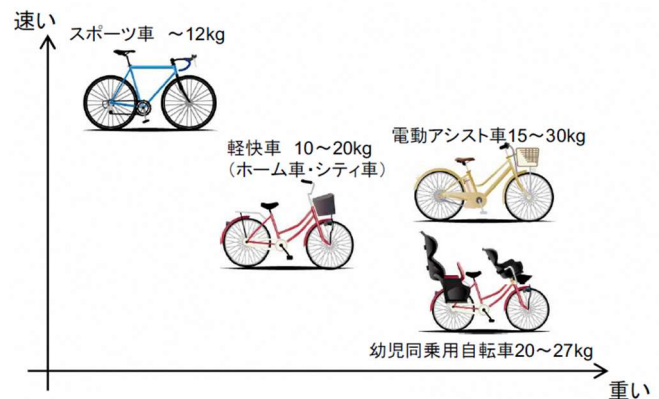 速い
スポーツ車 ～12kg
軽快車 10～20kg
（ホーム車・シティ車）
電動アシスト車15～30kg
幼児同乗用自転車20～27kg
重い